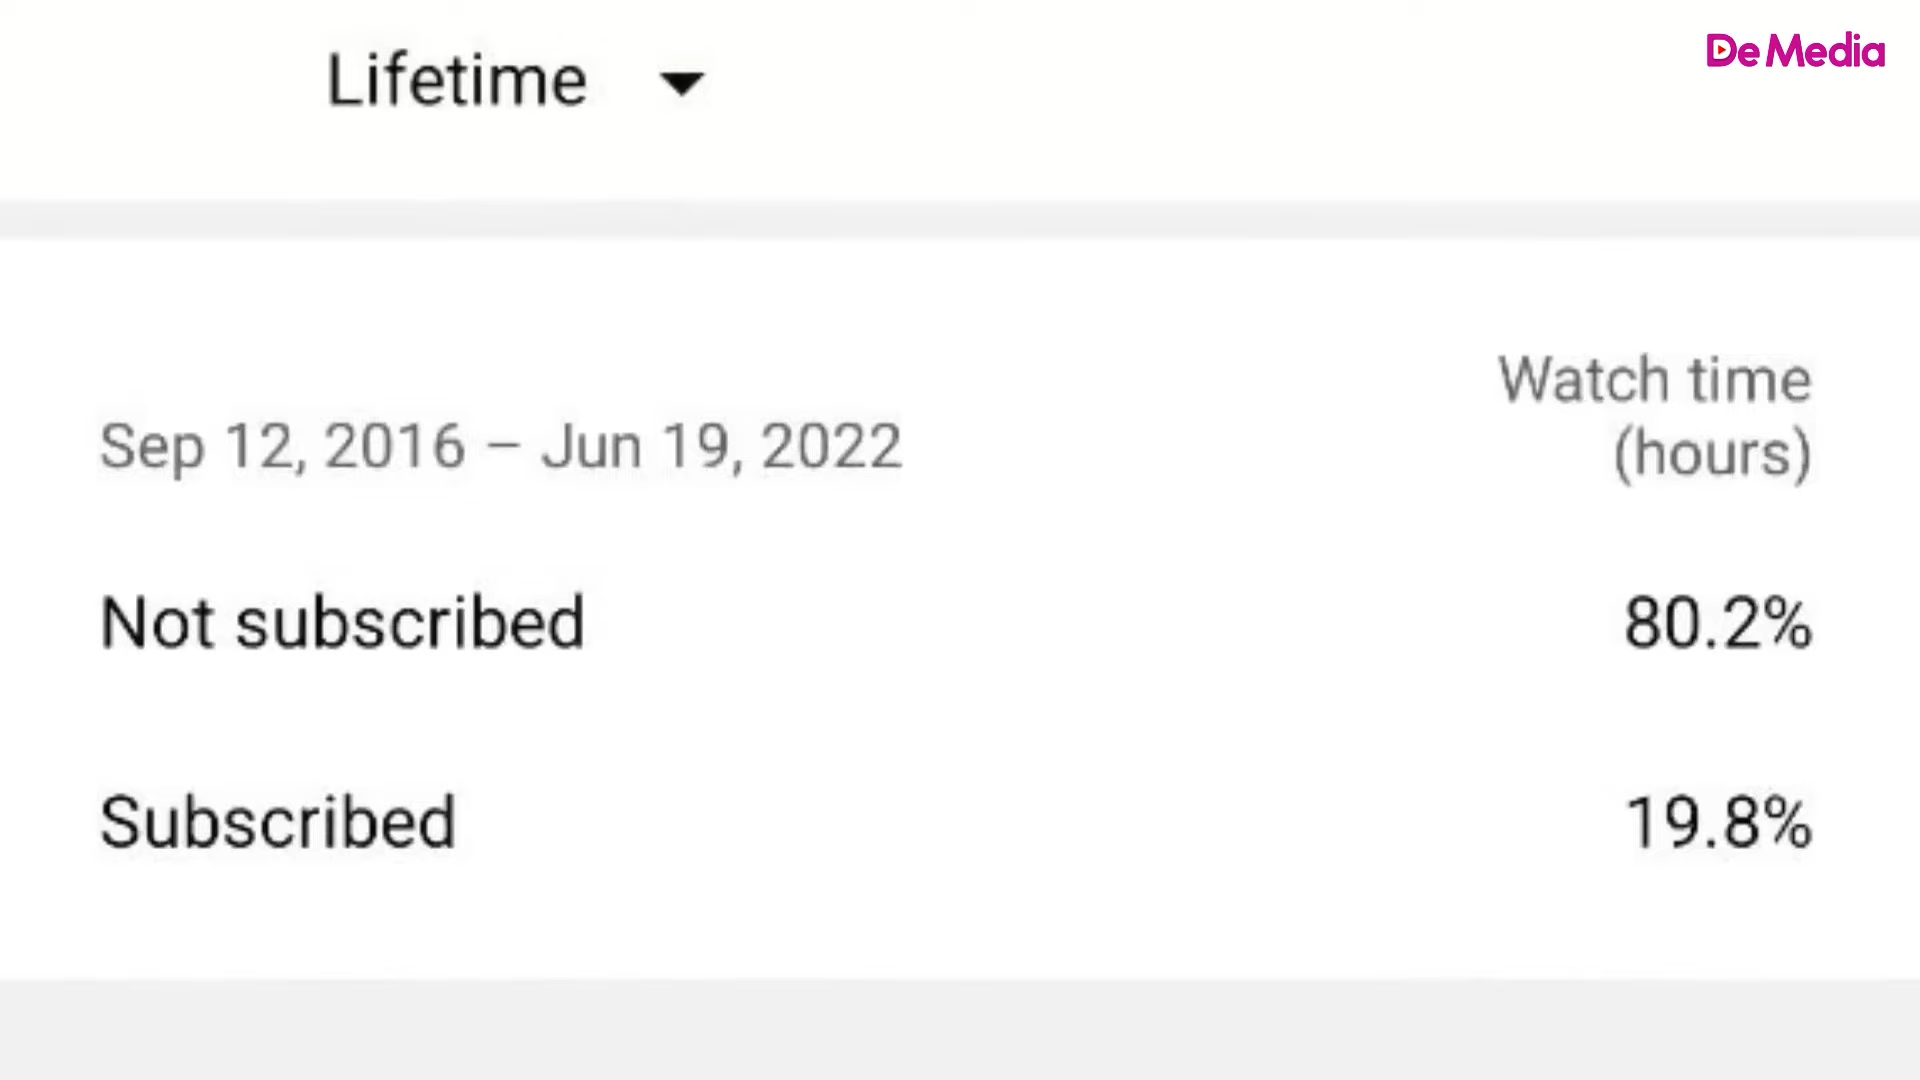 Lifetime
De Media
Watch time
(hours)
Sep 12, 2016 – Jun 19, 2022
Not subscribed 80.2%
Subscribed 19.8%